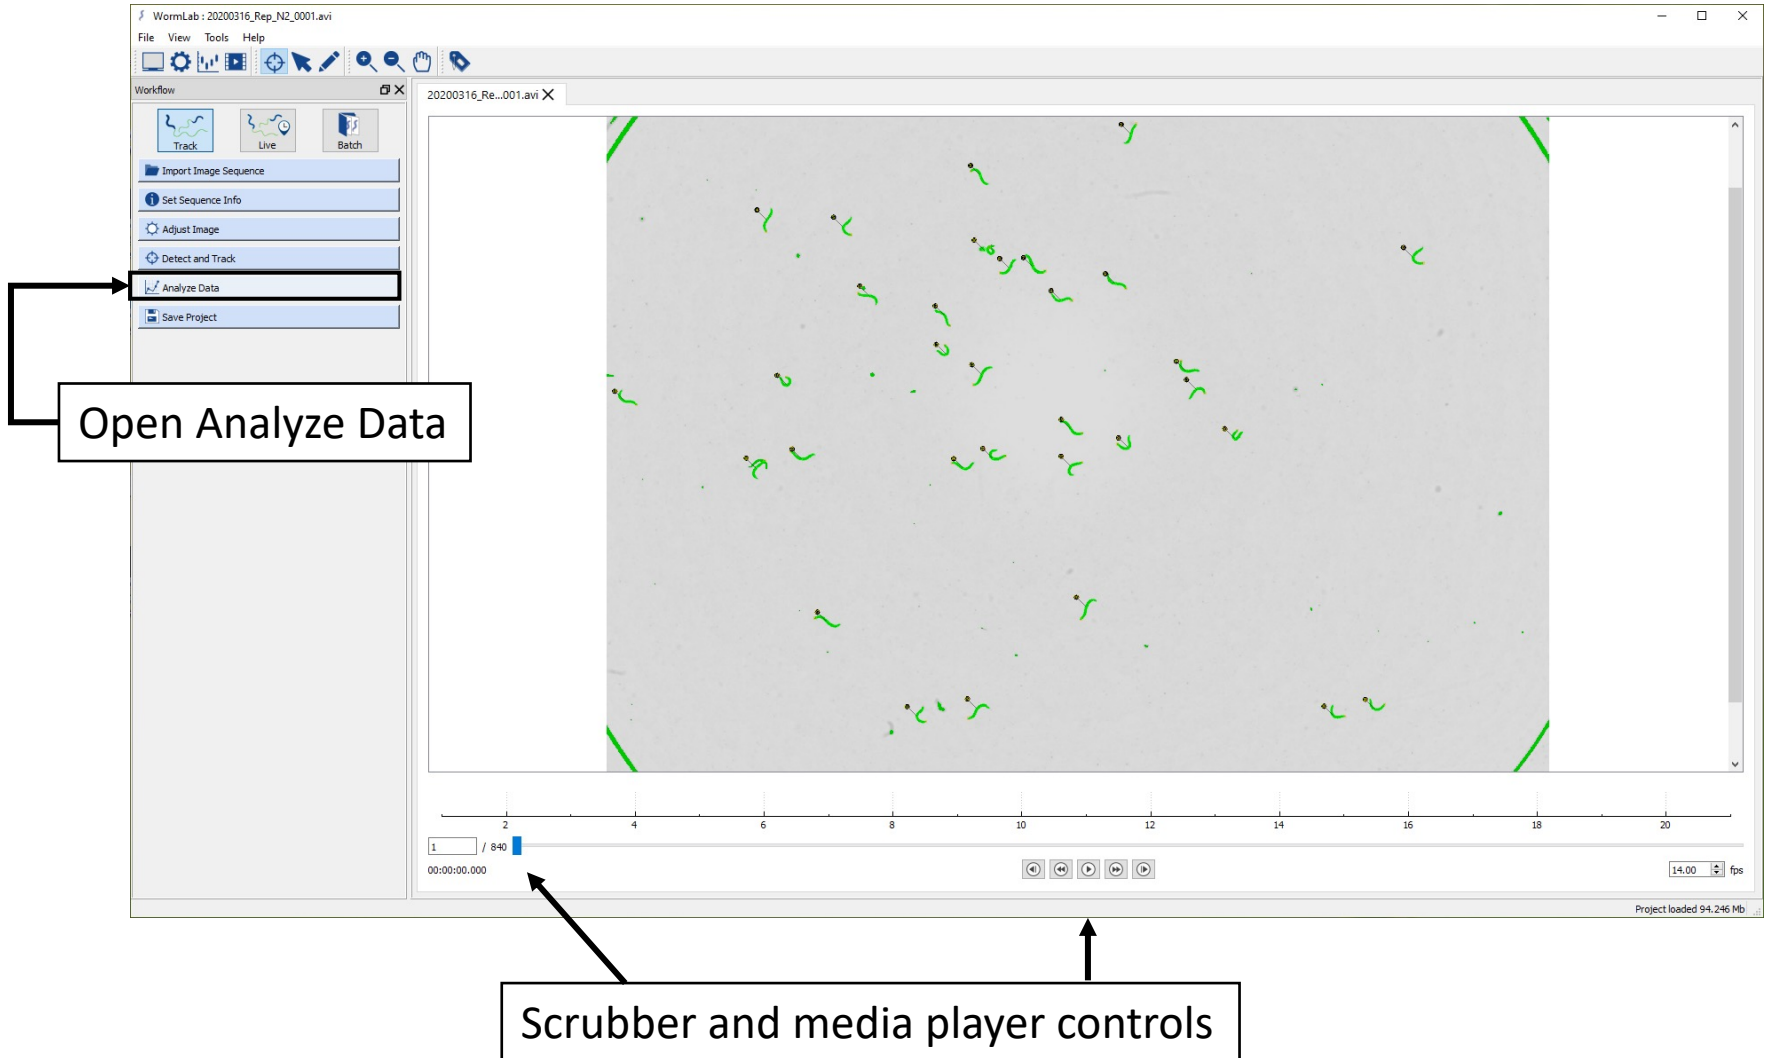 WormLab : 20200316_Rep_N2_0001.avi
File View Tools Help
Workflow
20200316_Re...001.avi
Track Live Batch
Import Image Sequence
Set Sequence Info
Adjust Image
Detect and Track
Analyze Data
Save Project
Open Analyze Data
2 4 6 8 10 12 14 16 18 20
1 / 840
00:00:00.000
14.00 fps
Project loaded 94.246 Mb
Scrubber and media player controls